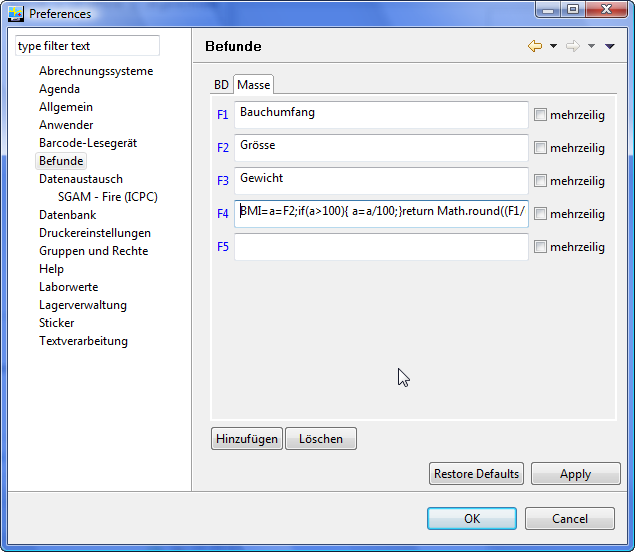 Preferences
type filter text
Abrechnungssysteme
Agenda
Allgemein
Anwender
Barcode-Lesegerät
Befunde
Datenaustausch
SGAM - Fire (ICPC)
Datenbank
Druckereinstellungen
Gruppen und Rechte
Help
Laborwerte
Lagerverwaltung
Sticker
Textverarbeitung
Befunde
BD Masse
F1 Bauchumfang mehrzeilig
F2 Grösse mehrzeilig
F3 Gewicht mehrzeilig
F4 BMI=a=F2;if(a>100){ a=a/100;}return Math.round((F1/ mehrzeilig
F5 mehrzeilig
Hinzufügen Löschen
Restore Defaults Apply
OK Cancel